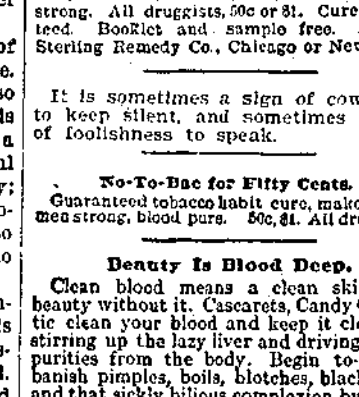 strong. All druggists, 50c or $1. Cure
teed. Booklet and sample free.
Sterling Remedy Co., Chicago or Ne
It is sometimes a sign of
to keep silent, and sometimes
of foolishness to speak.
No-To-Bac for Fifty Cents.
Guaranteed tobacco habit cure, make
men strong, blood pure. 50c, $1. All dr
Beauty Is Blood Deep.
Clean blood means a clean ski
beauty without it. Cascarets, Candy
tic clean your blood and keep it cle
stirring up the lazy liver and driving
purities from the body. Begin to-
banish pimples, boils, blotches, blac
and that sickly bilious complexion by